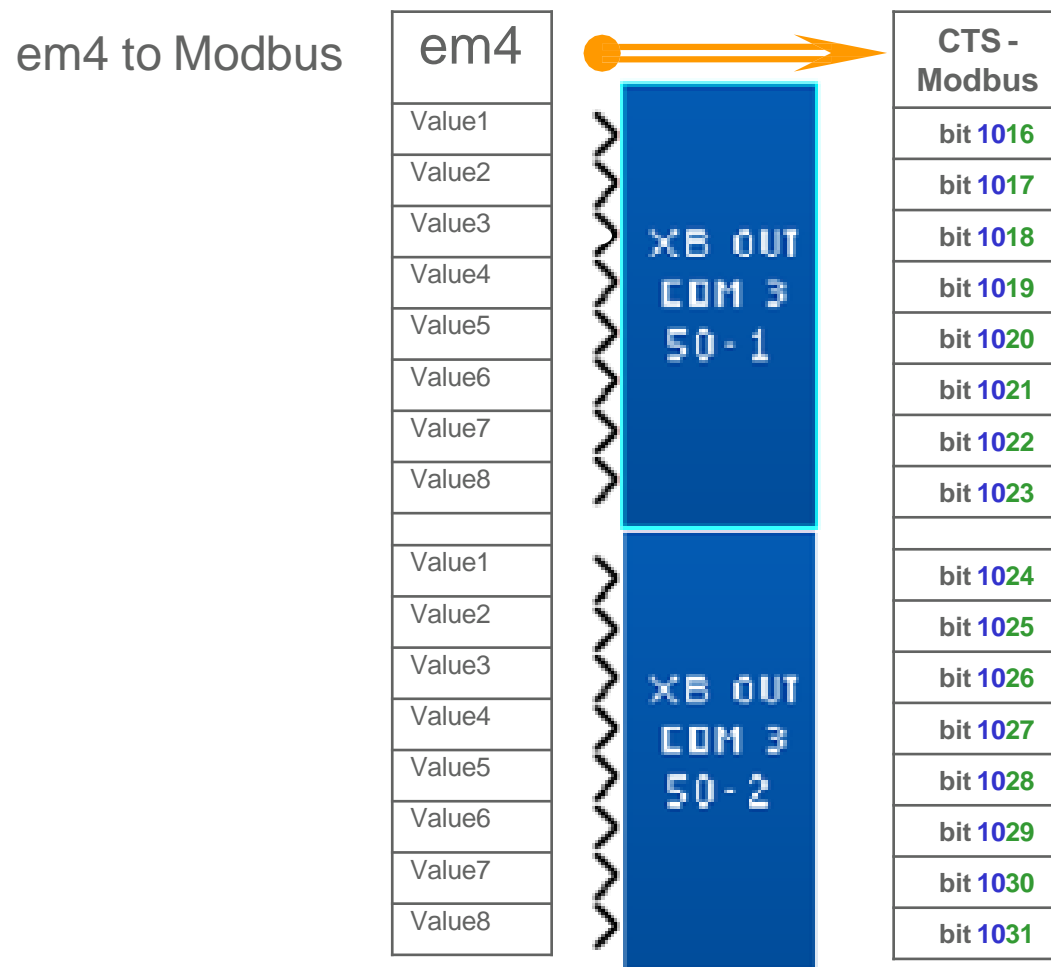 em4 to Modbus
em4
CTS -
Modbus
Value1
bit 1016
Value2
bit 1017
Value3
bit 1018
Value4
bit 1019
Value5
bit 1020
Value6
bit 1021
Value7
bit 1022
Value8
bit 1023
XB OUT
COM 3
50-1
Value1
bit 1024
Value2
bit 1025
Value3
bit 1026
Value4
bit 1027
Value5
bit 1028
Value6
bit 1029
Value7
bit 1030
Value8
bit 1031
XB OUT
COM 3
50-2